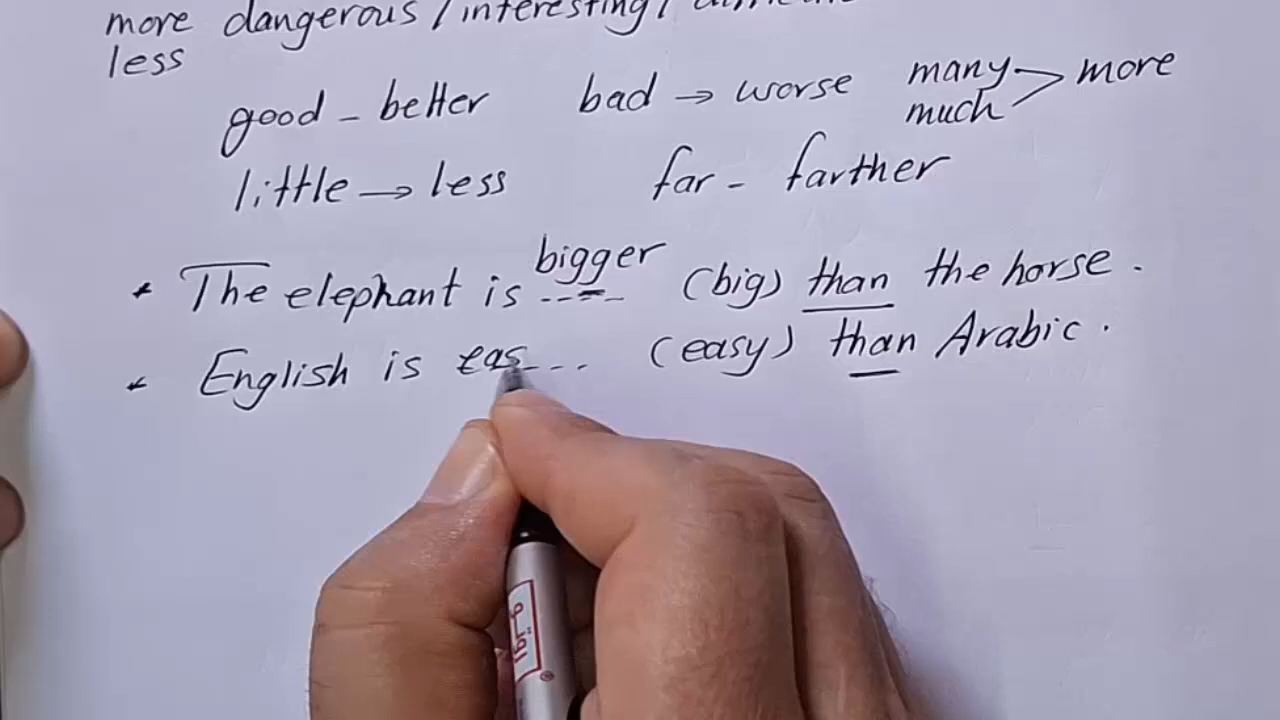 more dangerous / interesting /
less
good - better bad → worse many much > more
little → less far - farther
* The elephant is bigger ...... (big) than the horse.
* English is eas... (easy) than Arabic.